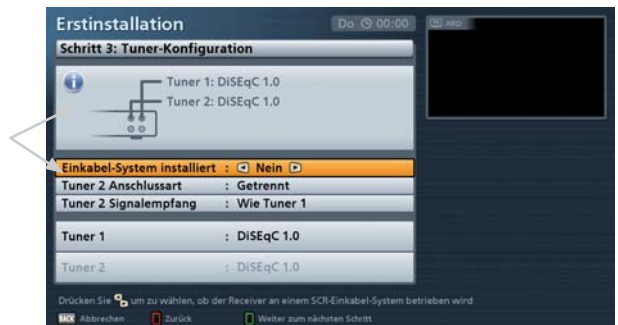 Erstinstallation
Do 00:00
ARD
Schritt 3: Tuner-Konfiguration
Tuner 1: DiSEqC 1.0
Tuner 2: DiSEqC 1.0
Einkabel-System installiert : Nein
Tuner 2 Anschlussart : Getrennt
Tuner 2 Signalempfang : Wie Tuner 1
Tuner 1 : DiSEqC 1.0
Tuner 2 : DiSEqC 1.0
Drücken Sie um zu wählen, ob der Receiver an einem SCR-Einkabel-System betrieben wird
BACK Abbrechen Zurück Weiter zum nächsten Schritt